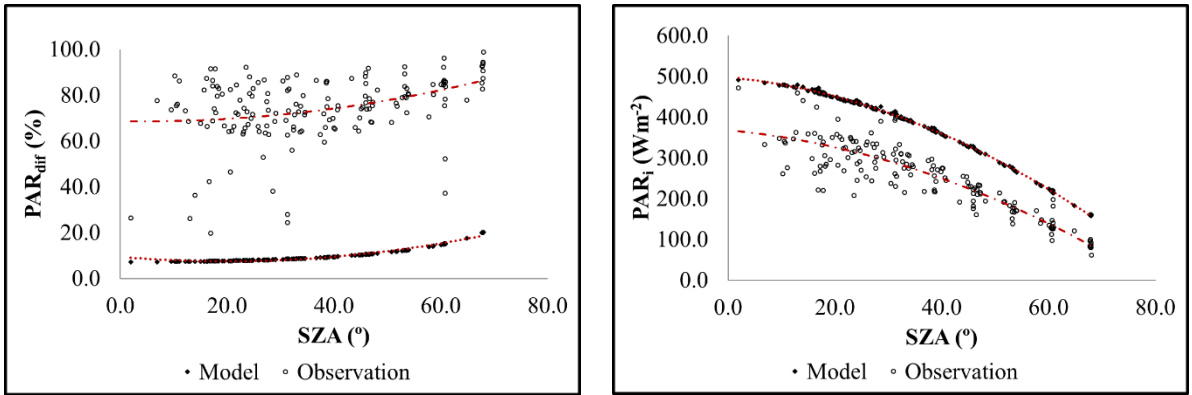 100.0
80.0
60.0
40.0
20.0
0.0
PARdif (%)
0.0 20.0 40.0 60.0 80.0
SZA (º)
Model Observation
600.0
500.0
400.0
300.0
200.0
100.0
0.0
PARi (Wm-2)
0.0 20.0 40.0 60.0 80.0
SZA (º)
Model Observation